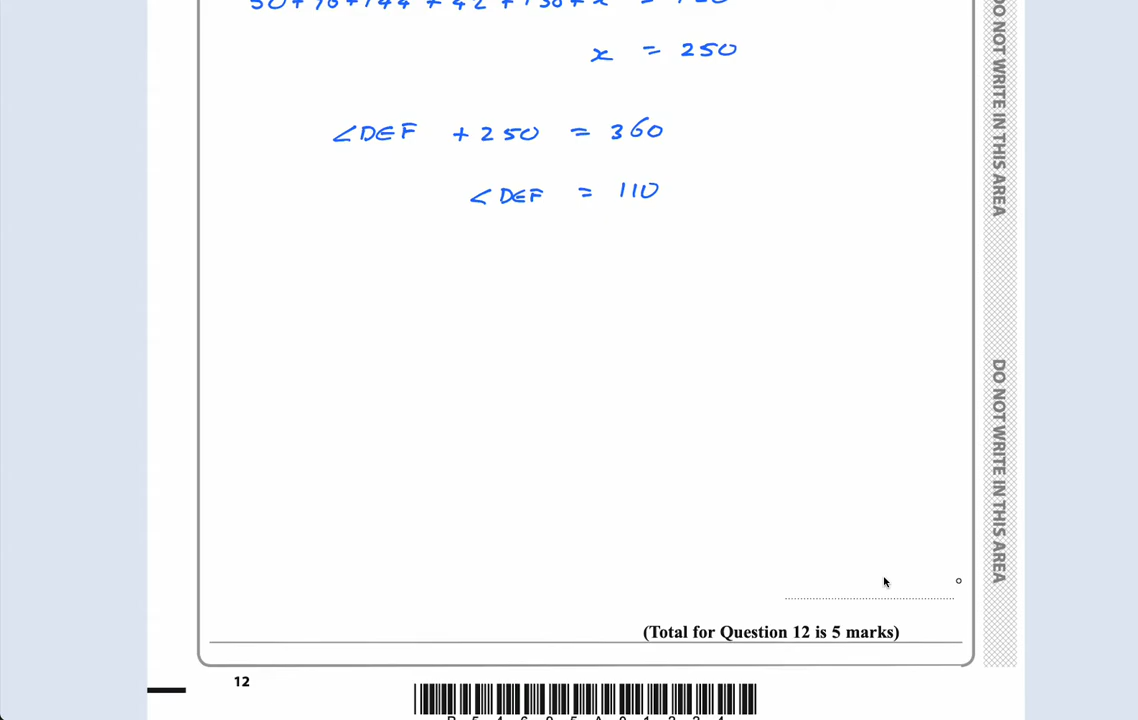 x = 250
∠DEF + 250 = 360
∠DEF = 110
°
(Total for Question 12 is 5 marks)
12
DO NOT WRITE IN THIS AREA
DO NOT WRITE IN THIS AREA